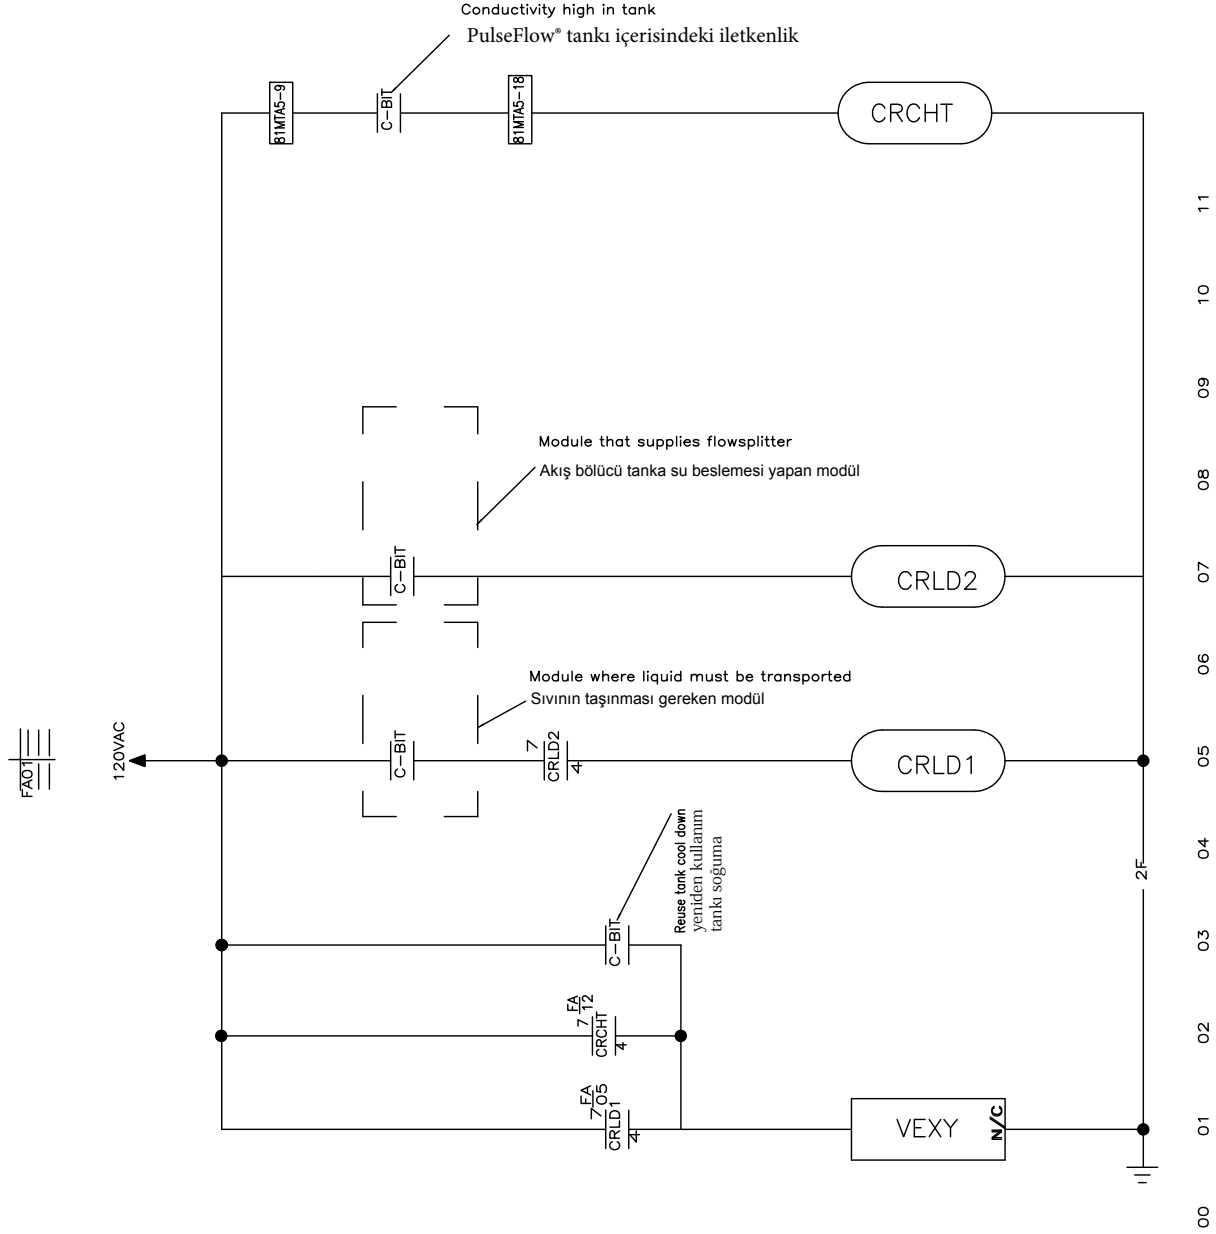 Conductivity high in tank
PulseFlow® tankı içerisindeki iletkenlik
81MTA5-9
C-BIT
81MTA5-18
CRCHT
11
10
09
Module that supplies flowsplitter
Akış bölücü tanka su beslemesi yapan modül
08
C-BIT
CRLD2
07
06
Module where liquid must be transported
Sıvının taşınması gereken modül
FA01
120VAC
C-BIT
7
CRLD2
4
CRLD1
05
Reuse tank cool down
yeniden kullanım
tankı soğuma
04
2F
C-BIT
03
FA
12
7
CRCHT
4
02
FA
05
7
CRLD1
4
VEXY
N/C
01
00